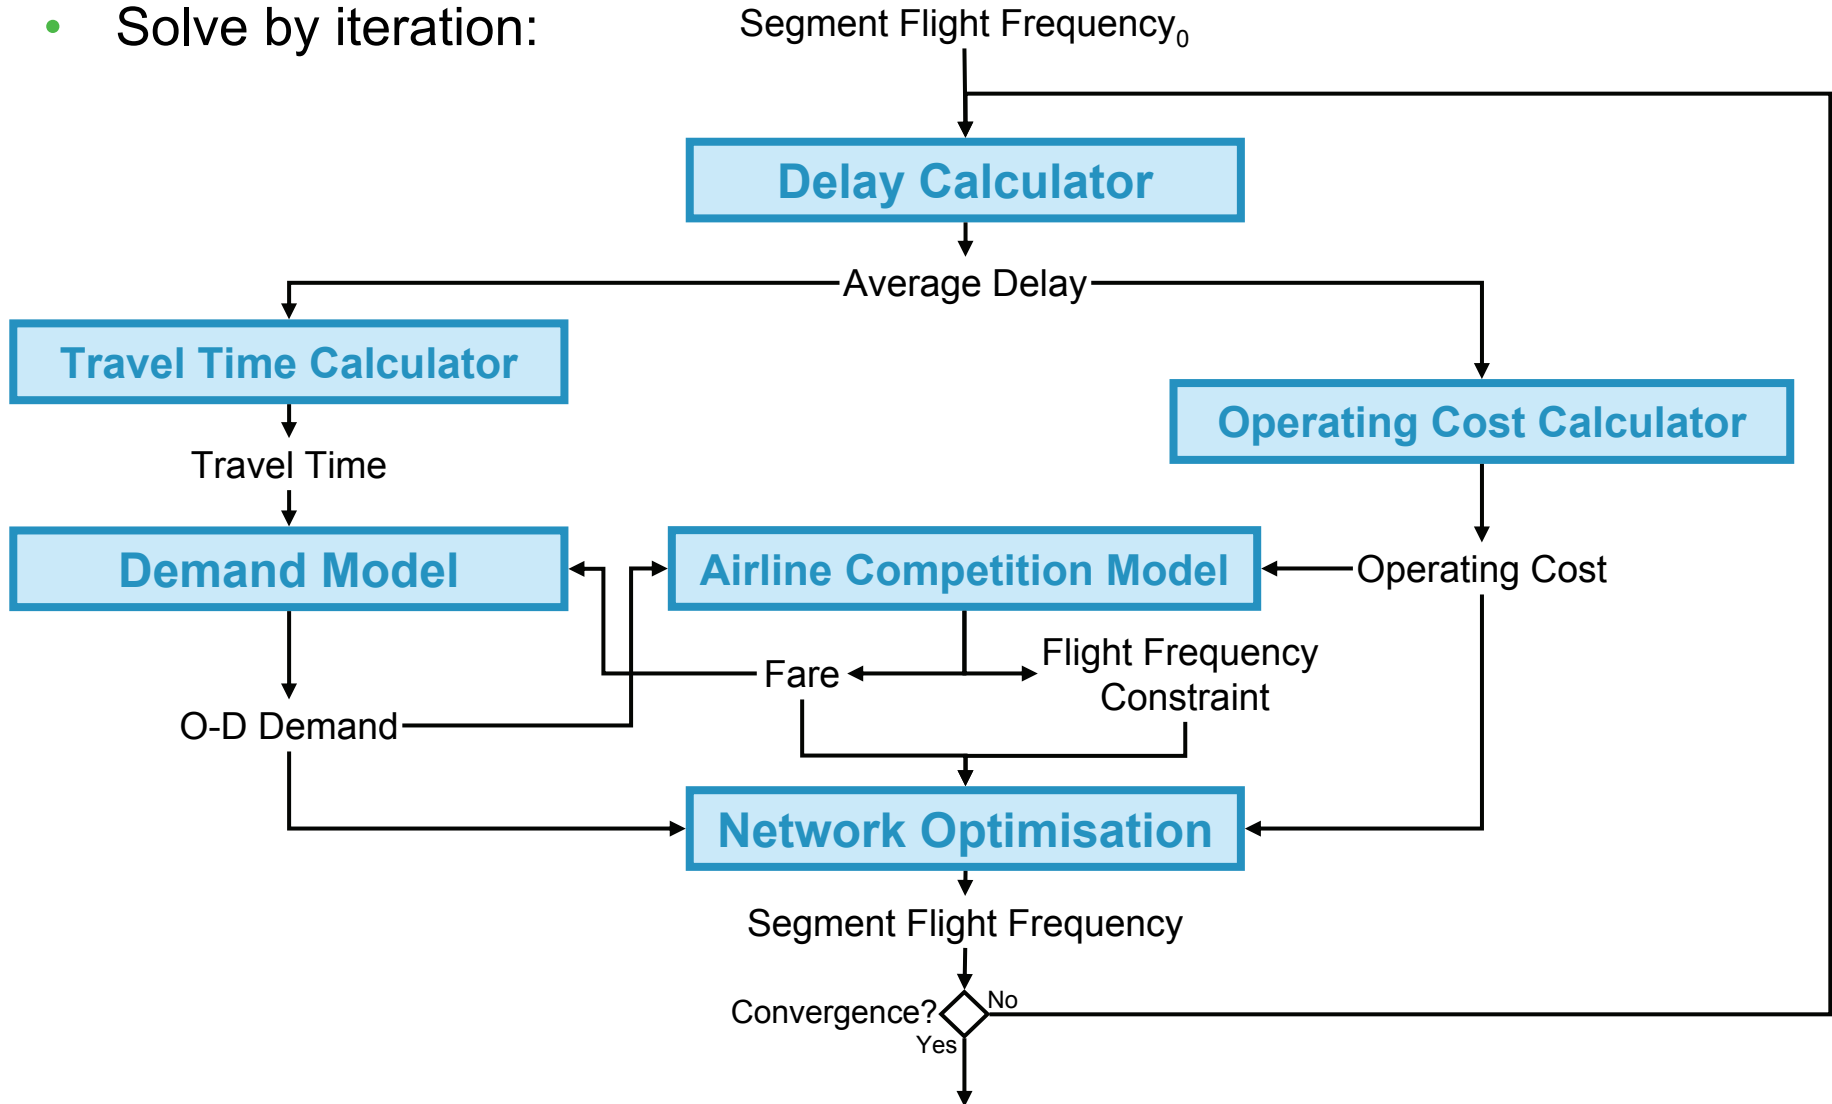 • Solve by iteration:
Segment Flight Frequency₀
Delay Calculator
Average Delay
Travel Time Calculator
Operating Cost Calculator
Travel Time
Demand Model
Airline Competition Model
Operating Cost
Fare
Flight Frequency
Constraint
O-D Demand
Network Optimisation
Segment Flight Frequency
Convergence?
No
Yes